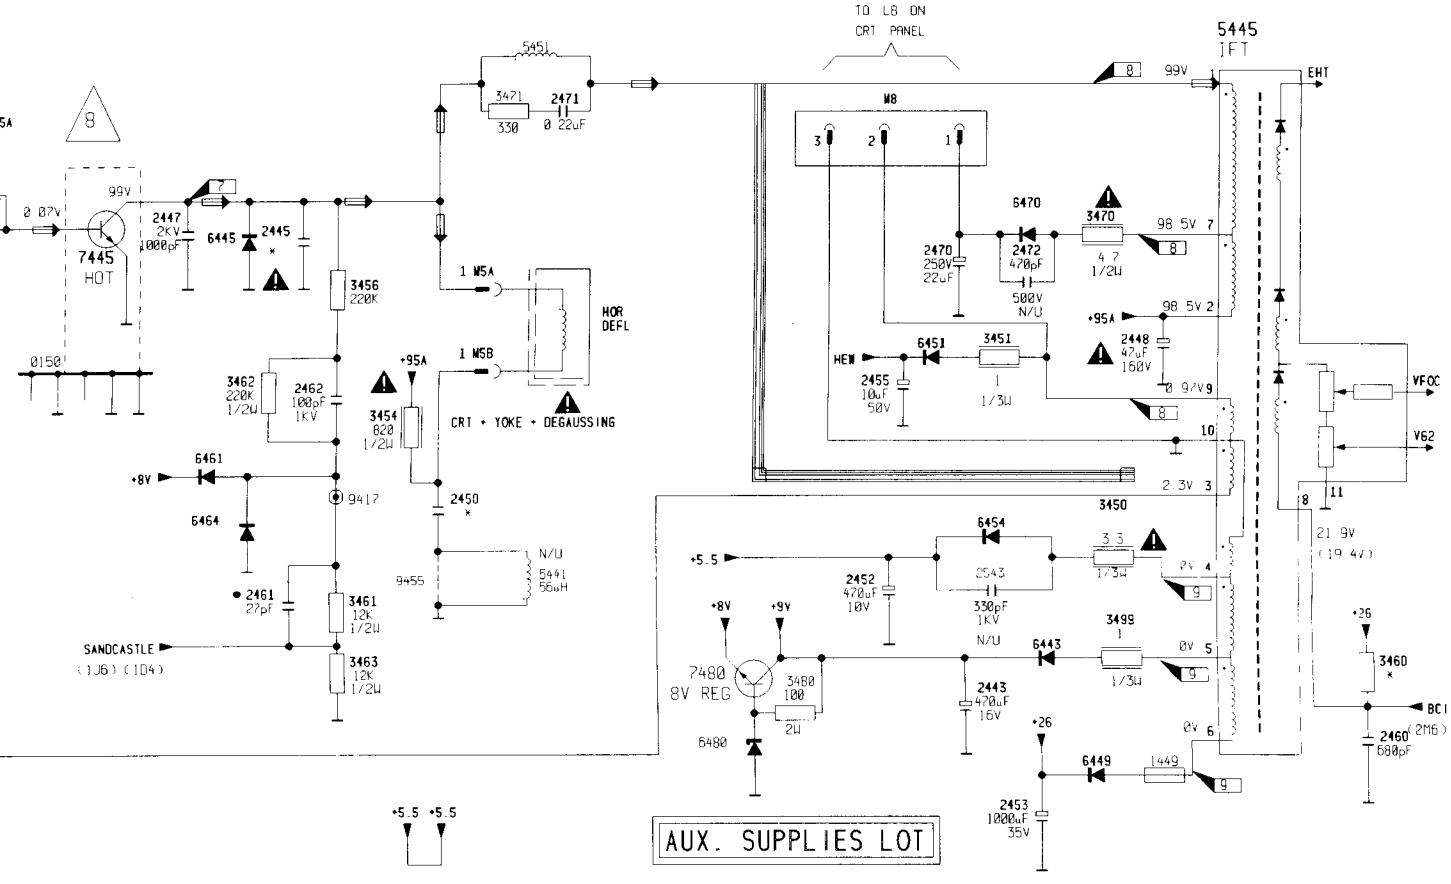 TO L8 ON
CRT PANEL
5445
IFT
5451
8
99V
1
EHT
3471
330
2471
0 22uF
M8
3
2
1
5A
8
99V
7
0 07V
2447
2KV
1000pF
6445
2445
*
7445
HOT
3456
220K
1 M5A
HOR
DEFL
1 M5B
+95A
3454
820
1/2W
CRT + YOKE + DEGAUSSING
0150
3462
220K
1/2W
2462
100pF
1KV
6470
3470
4 7
1/2W
98 5V 7
8
2470
250V
22uF
2472
470pF
500V
N/U
98 5V 2
+95A
2448
47uF
160V
HEW
6451
3451
1
1/3W
2455
10uF
50V
0 97V 9
8
10
2.3V 3
VFOC
VG2
11
8
21 9V
(19 4V)
+8V
6461
9417
6464
2450
*
N/U
5441
56uH
9455
2461
27pF
3461
12K
1/2W
SANDCASTLE
(1J6) (1D4)
3463
12K
1/2W
3450
3 3
1/3W
6454
+5.5
2543
330pF
1KV
N/U
2452
470uF
10V
0V 4
9
+8V
+9V
7480
8V REG
3480
100
2W
6480
6443
3499
1
1/3W
0V 5
9
2443
470uF
16V
+26
3460
*
BCI
(2M6)
2460
680pF
0V 6
+26
6449
1449
9
2453
1000uF
35V
+5.5 +5.5
AUX. SUPPLIES LOT